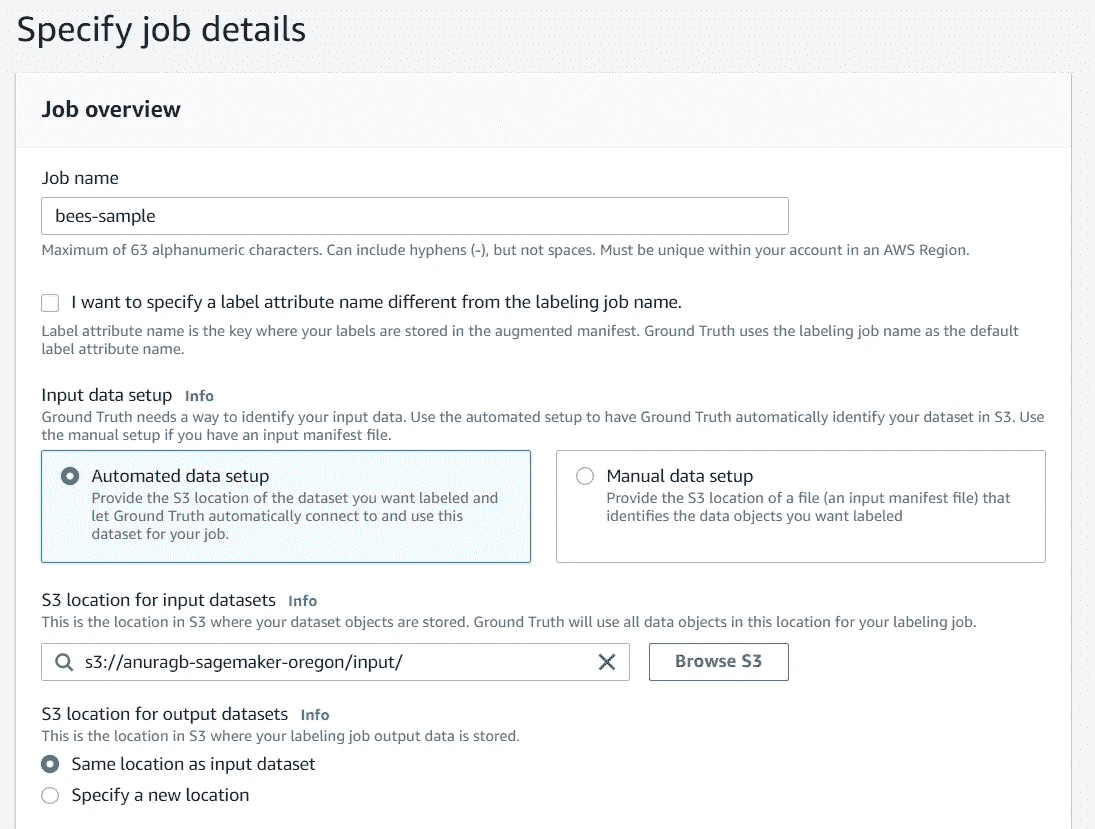 Specify job details
Job overview
Job name
bees-sample
Maximum of 63 alphanumeric characters. Can include hyphens (-), but not spaces. Must be unique within your account in an AWS Region.
I want to specify a label attribute name different from the labeling job name.
Label attribute name is the key where your labels are stored in the augmented manifest. Ground Truth uses the labeling job name as the default
label attribute name.
Input data setup Info
Ground Truth needs a way to identify your input data. Use the automated setup to have Ground Truth automatically identify your dataset in S3. Use
the manual setup if you have an input manifest file.
Automated data setup
Provide the S3 location of the dataset you want labeled and
let Ground Truth automatically connect to and use this
dataset for your job.
Manual data setup
Provide the S3 location of a file (an input manifest file) that
identifies the data objects you want labeled
S3 location for input datasets Info
This is the location in S3 where your dataset objects are stored. Ground Truth will use all data objects in this location for your labeling job.
s3://anuragb-sagemaker-oregon/input/
Browse S3
S3 location for output datasets Info
This is the location in S3 where your labeling job output data is stored.
Same location as input dataset
Specify a new location